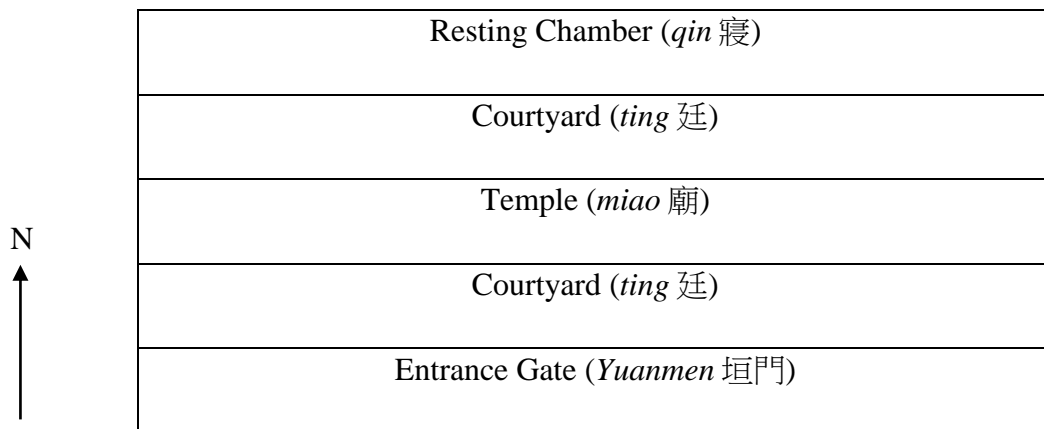 Resting Chamber (qin 寢)
Courtyard (ting 廷)
Temple (miao 廟)
N
Courtyard (ting 廷)
Entrance Gate (Yuanmen 垣門)